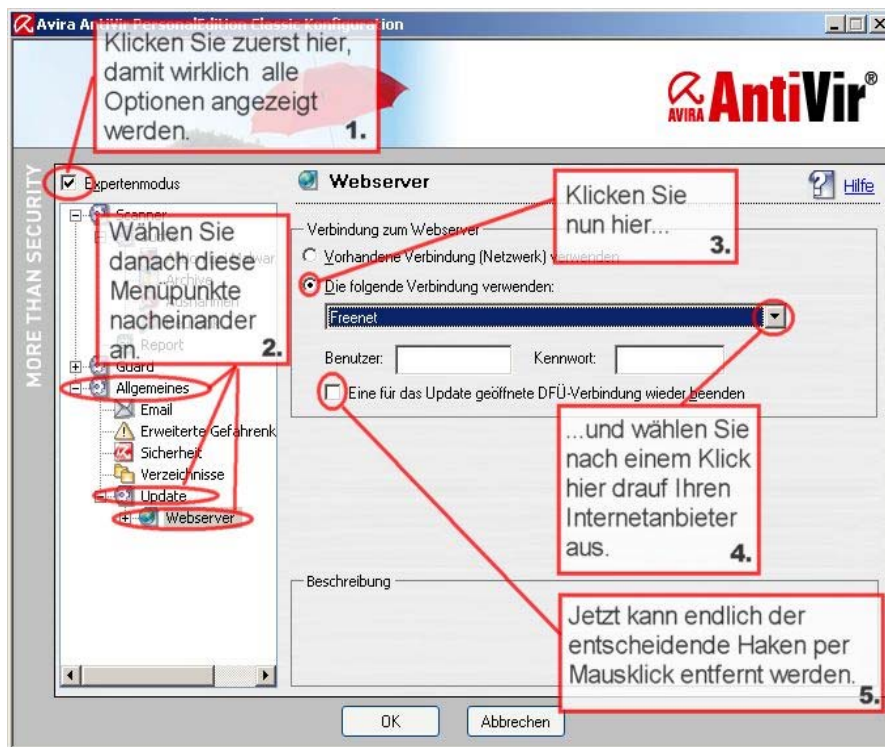 Avira AntiVir PersonalEdition Classic Konfiguration
Klicken Sie zuerst hier,
damit wirklich alle
Optionen angezeigt
werden.
1.
AVIRA AntiVir®
MORE THAN SECURITY
Expertenmodus
Scanner
Wählen Sie
danach diese
Menüpunkte
nacheinander
an.
2.
Archive
Ausnahmen
Report
Guard
Allgemeines
Email
Erweiterte Gefahrenk
Sicherheit
Verzeichnisse
Update
Webserver
Webserver
Hilfe
Klicken Sie
nun hier...
3.
Verbindung zum Webserver
Vorhandene Verbindung (Netzwerk) verwenden
Die folgende Verbindung verwenden:
Freenet
Benutzer:
Kennwort:
Eine für das Update geöffnete DFÜ-Verbindung wieder beenden
...und wählen Sie
nach einem Klick
hier drauf Ihren
Internetanbieter
aus.
4.
Beschreibung
Jetzt kann endlich der
entscheidende Haken per
Mausklick entfernt werden.
5.
OK
Abbrechen